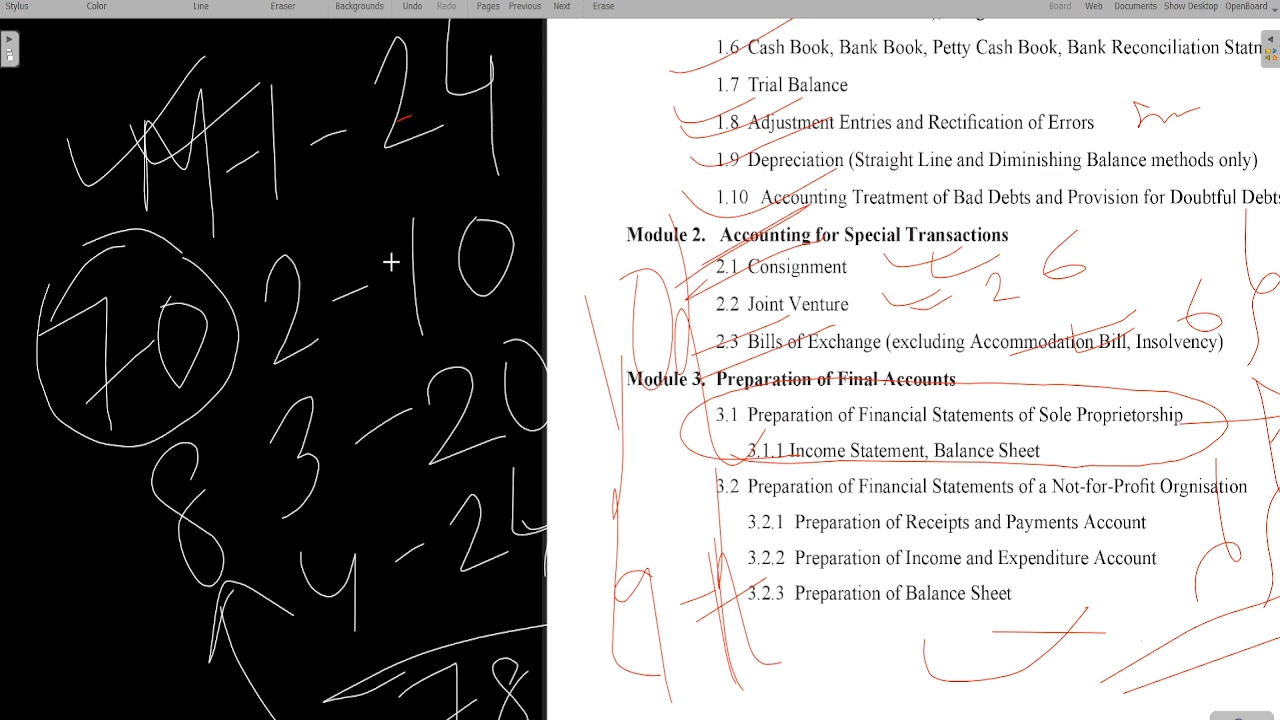 Stylus Color Line Eraser Backgrounds Undo Redo Pages Previous Next Erase Board Web Documents Show Desktop OpenBoard
1.6 Cash Book, Bank Book, Petty Cash Book, Bank Reconciliation Statn
1.7 Trial Balance
1.8 Adjustment Entries and Rectification of Errors
1.9 Depreciation (Straight Line and Diminishing Balance methods only)
1.10 Accounting Treatment of Bad Debts and Provision for Doubtful Debts
Module 2. Accounting for Special Transactions
2.1 Consignment
6
2.2 Joint Venture
2
2.3 Bills of Exchange (excluding Accommodation Bill, Insolvency)
6
Module 3. Preparation of Final Accounts
3.1 Preparation of Financial Statements of Sole Proprietorship
3.1.1 Income Statement, Balance Sheet
3.2 Preparation of Financial Statements of a Not-for-Profit Orgnisation
3.2.1 Preparation of Receipts and Payments Account
3.2.2 Preparation of Income and Expenditure Account
3.2.3 Preparation of Balance Sheet
1 - 24
2 - 10
70
3 - 20
8
4 - 24
78